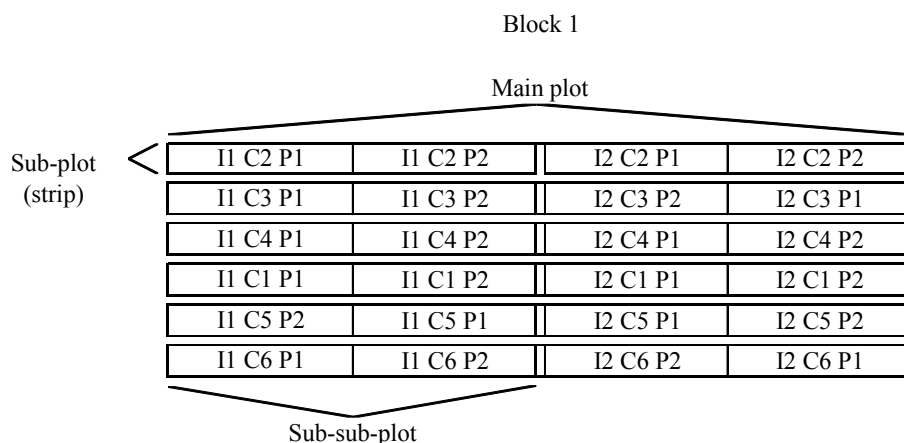 Block 1
Main plot
Sub-plot
(strip)
I1 C2 P1 I1 C2 P2 I2 C2 P1 I2 C2 P2
I1 C3 P1 I1 C3 P2 I2 C3 P2 I2 C3 P1
I1 C4 P1 I1 C4 P2 I2 C4 P1 I2 C4 P2
I1 C1 P1 I1 C1 P2 I2 C1 P1 I2 C1 P2
I1 C5 P2 I1 C5 P1 I2 C5 P1 I2 C5 P2
I1 C6 P1 I1 C6 P2 I2 C6 P2 I2 C6 P1
Sub-sub-plot